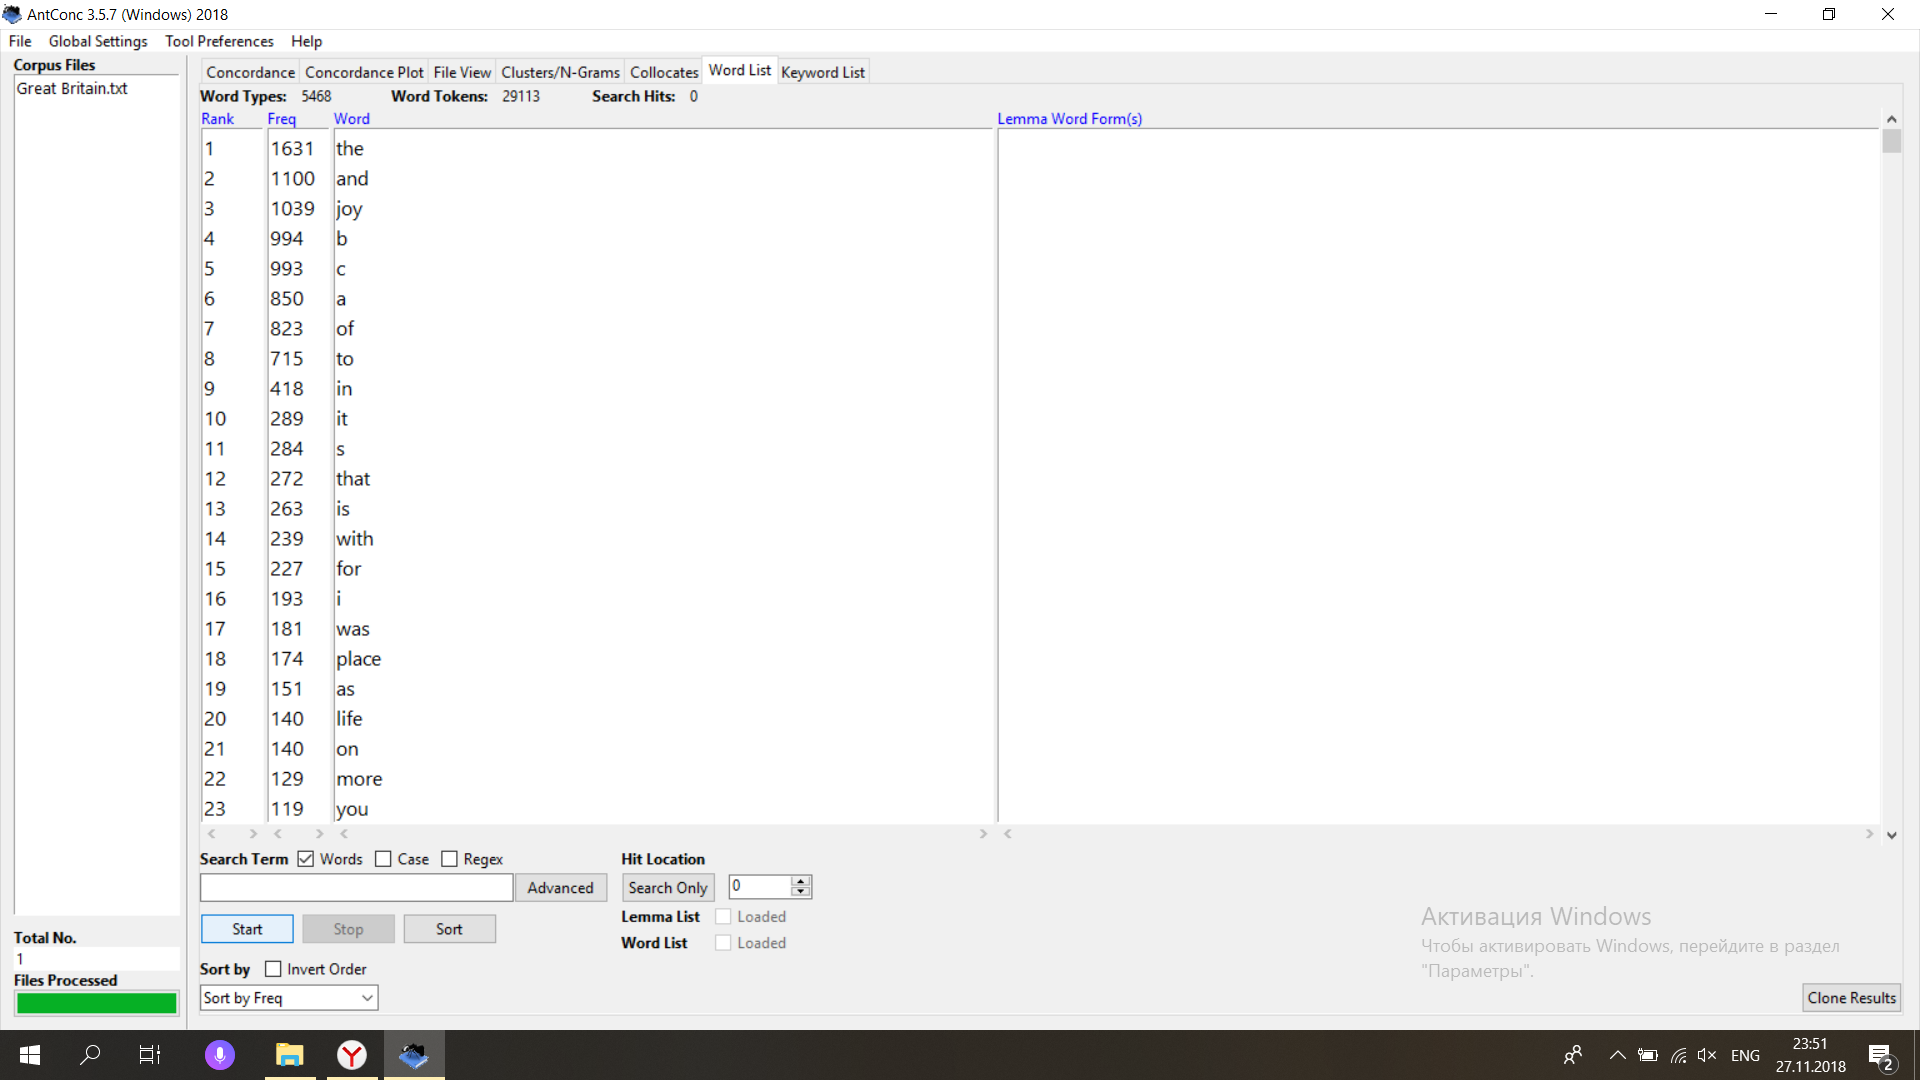 AntConc 3.5.7 (Windows) 2018
File Global Settings Tool Preferences Help
Corpus Files
Great Britain.txt
Concordance Concordance Plot File View Clusters/N-Grams Collocates Word List Keyword List
Word Types: 5468 Word Tokens: 29113 Search Hits: 0
Rank Freq Word Lemma Word Form(s)
1 1631 the
2 1100 and
3 1039 joy
4 994 b
5 993 c
6 850 a
7 823 of
8 715 to
9 418 in
10 289 it
11 284 s
12 272 that
13 263 is
14 239 with
15 227 for
16 193 i
17 181 was
18 174 place
19 151 as
20 140 life
21 140 on
22 129 more
23 119 you
Search Term Words Case Regex Hit Location
Advanced Search Only 0
Start Stop Sort Lemma List Loaded
Word List Loaded
Sort by Invert Order
Sort by Freq
Total No.
1
Files Processed
Активация Windows
Чтобы активировать Windows, перейдите в раздел
"Параметры".
Clone Results
ENG 23:51
27.11.2018
2